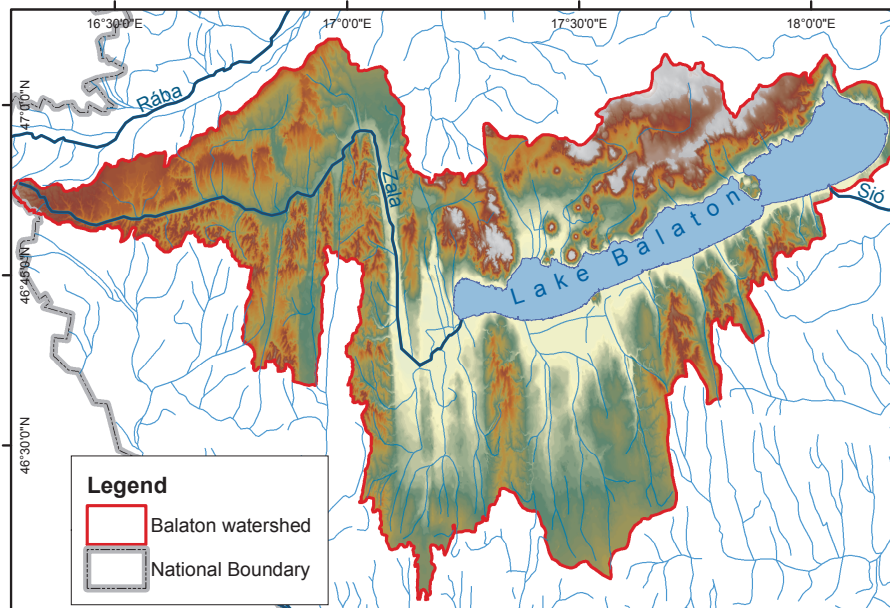 16°30'0"E
17°0'0"E
17°30'0"E
18°0'0"E
47°0'0"N
46°45'0"N
46°30'0"N
Rába
Zala
Lake Balaton
Sió
Legend
Balaton watershed
National Boundary